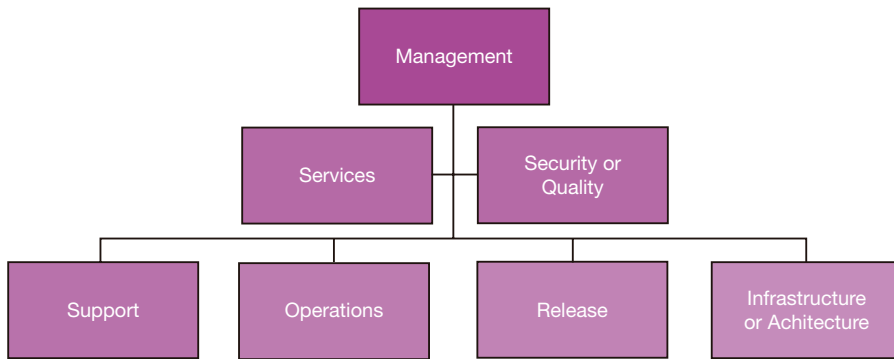 Management
Services
Security or
Quality
Support
Operations
Release
Infrastructure
or Achitecture